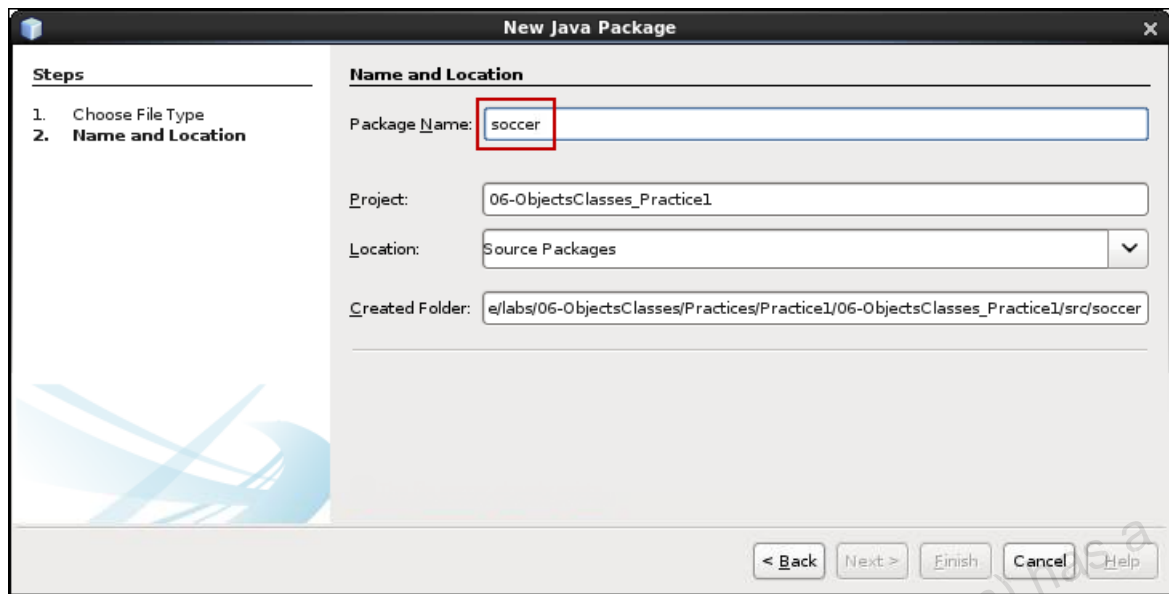 New Java Package
Steps
1. Choose File Type
2. Name and Location
Name and Location
Package Name: soccer
Project: 06-ObjectsClasses_Practice1
Location: Source Packages
Created Folder: e/labs/06-ObjectsClasses/Practices/Practice1/06-ObjectsClasses_Practice1/src/soccer
< Back Next > Finish Cancel Help
) has a